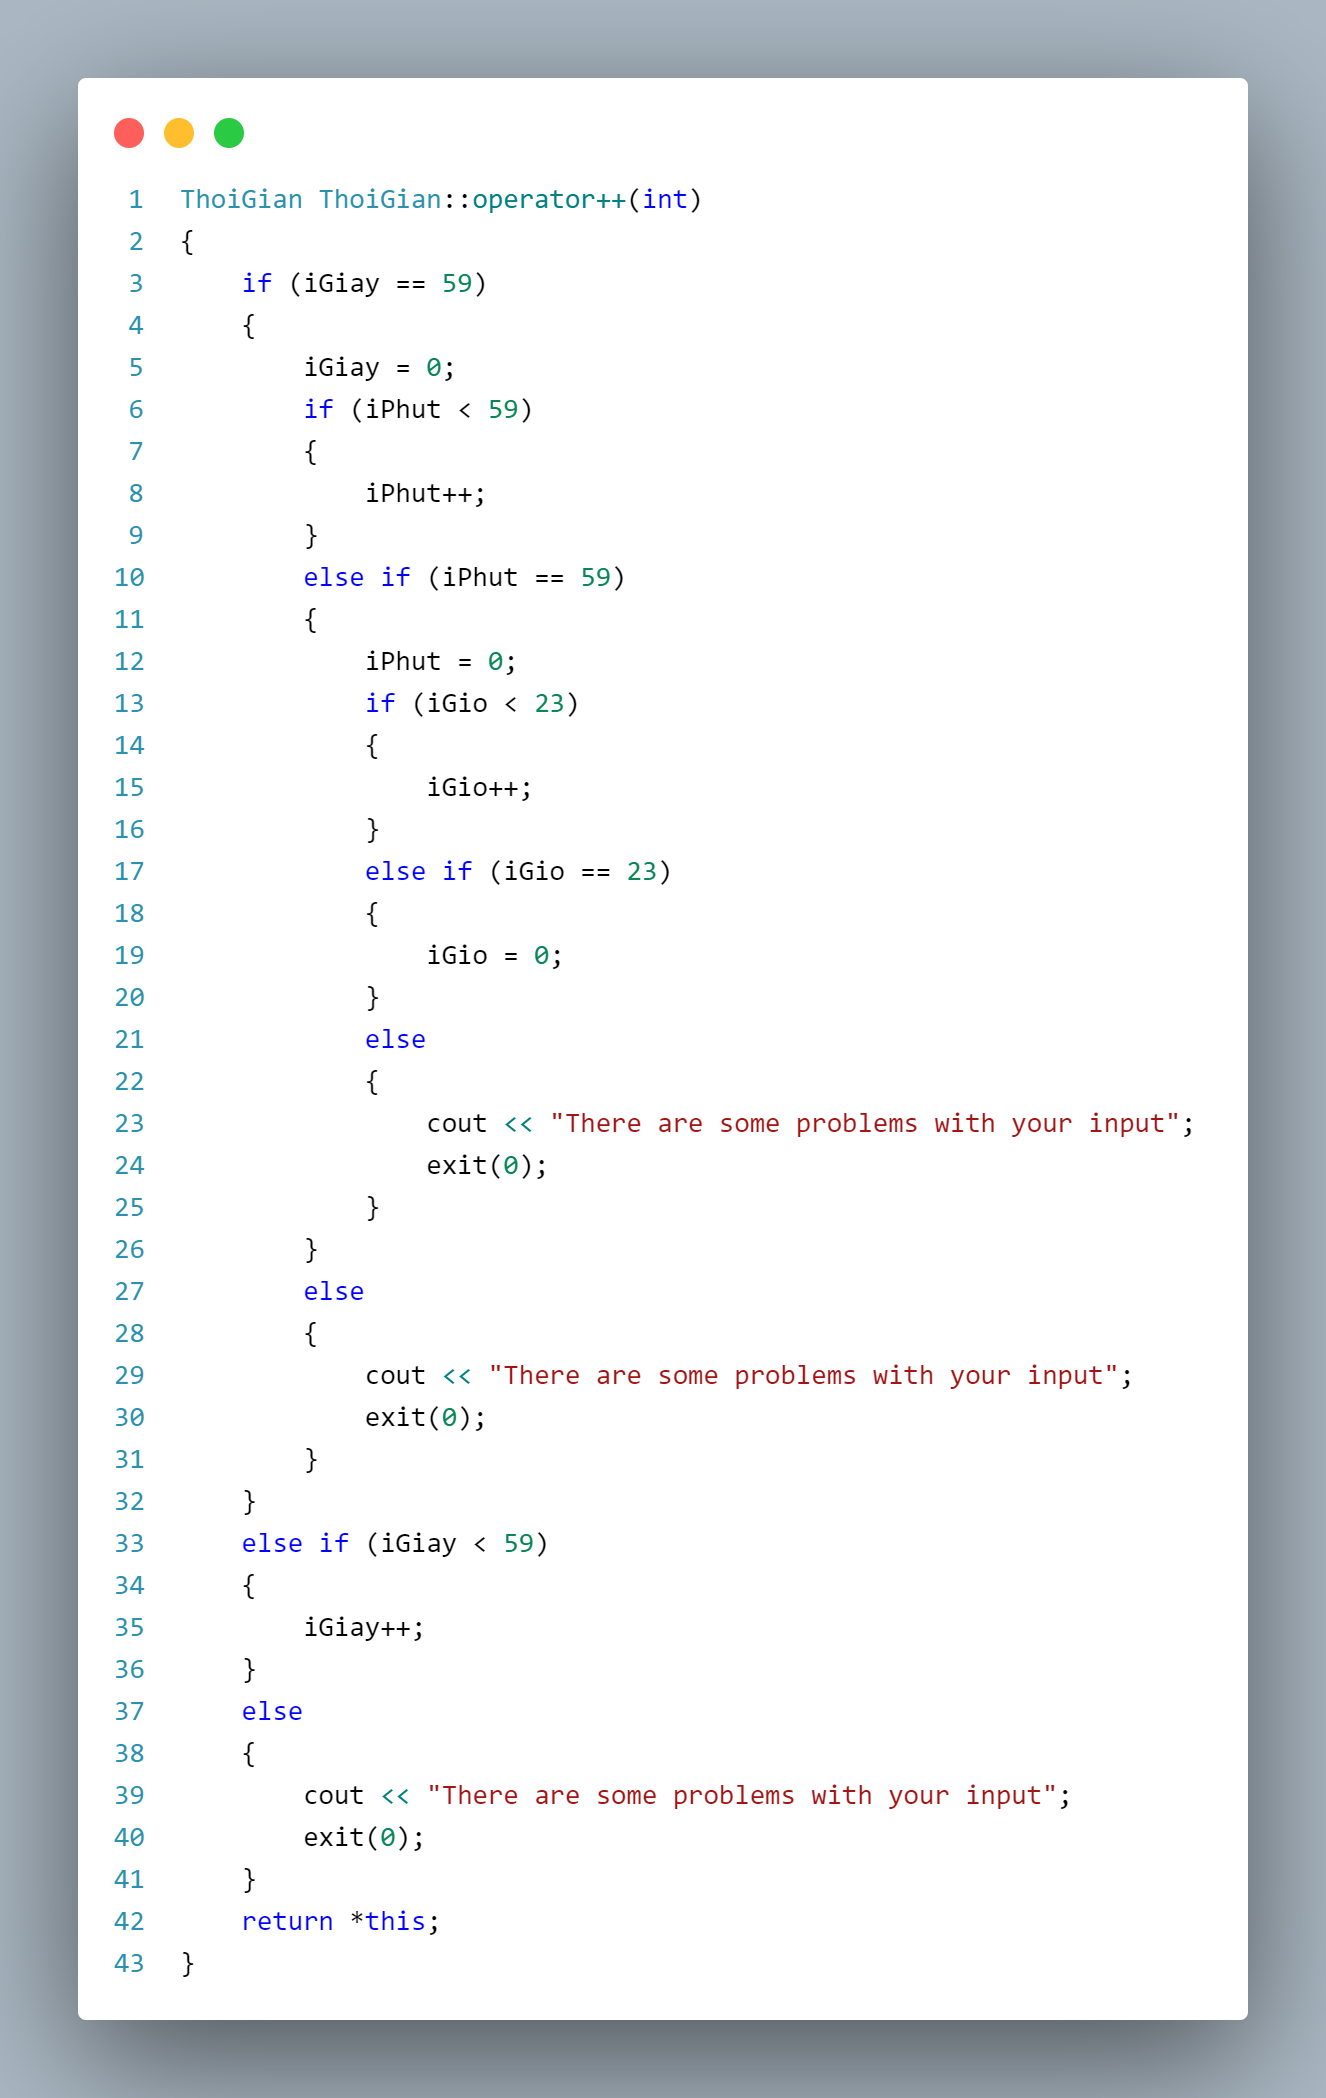 1 ThoiGian ThoiGian::operator++(int)
2 {
3     if (iGiay == 59)
4     {
5         iGiay = 0;
6         if (iPhut < 59)
7         {
8             iPhut++;
9         }
10         else if (iPhut == 59)
11         {
12             iPhut = 0;
13             if (iGio < 23)
14             {
15                 iGio++;
16             }
17             else if (iGio == 23)
18             {
19                 iGio = 0;
20             }
21             else
22             {
23                 cout << "There are some problems with your input";
24                 exit(0);
25             }
26         }
27         else
28         {
29             cout << "There are some problems with your input";
30             exit(0);
31         }
32     }
33     else if (iGiay < 59)
34     {
35         iGiay++;
36     }
37     else
38     {
39         cout << "There are some problems with your input";
40         exit(0);
41     }
42     return *this;
43 }